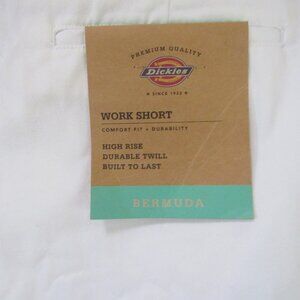 PREMIUM QUALITY
Dickies
SINCE 1922
WORK SHORT
COMFORT FIT + DURABILITY
HIGH RISE
DURABLE TWILL
BUILT TO LAST
BERMUDA